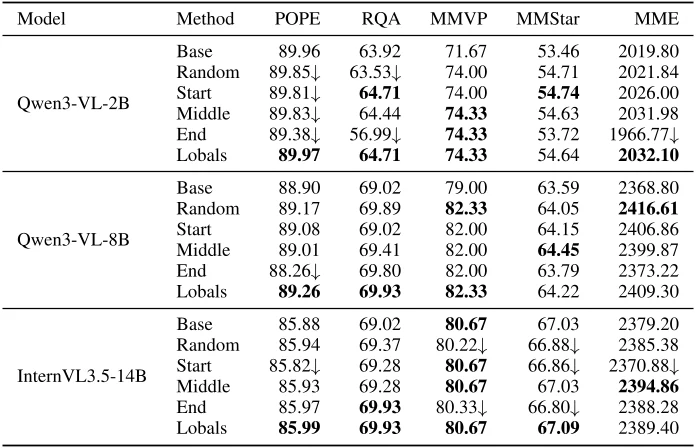 Model Method POPE RQA MMVP MMStar MME
Qwen3-VL-2B
Base 89.96 63.92 71.67 53.46 2019.80
Random 89.85↓ 63.53↓ 74.00 54.71 2021.84
Start 89.81↓ 64.71 74.00 54.74 2026.00
Middle 89.83↓ 64.44 74.33 54.63 2031.98
End 89.38↓ 56.99↓ 74.33 53.72 1966.77↓
Lobals 89.97 64.71 74.33 54.64 2032.10
Qwen3-VL-8B
Base 88.90 69.02 79.00 63.59 2368.80
Random 89.17 69.89 82.33 64.05 2416.61
Start 89.08 69.02 82.00 64.15 2406.86
Middle 89.01 69.41 82.00 64.45 2399.87
End 88.26↓ 69.80 82.00 63.79 2373.22
Lobals 89.26 69.93 82.33 64.22 2409.30
InternVL3.5-14B
Base 85.88 69.02 80.67 67.03 2379.20
Random 85.94 69.37 80.22↓ 66.88↓ 2385.38
Start 85.82↓ 69.28 80.67 66.86↓ 2370.88↓
Middle 85.93 69.28 80.67 67.03 2394.86
End 85.97 69.93 80.33↓ 66.80↓ 2388.28
Lobals 85.99 69.93 80.67 67.09 2389.40